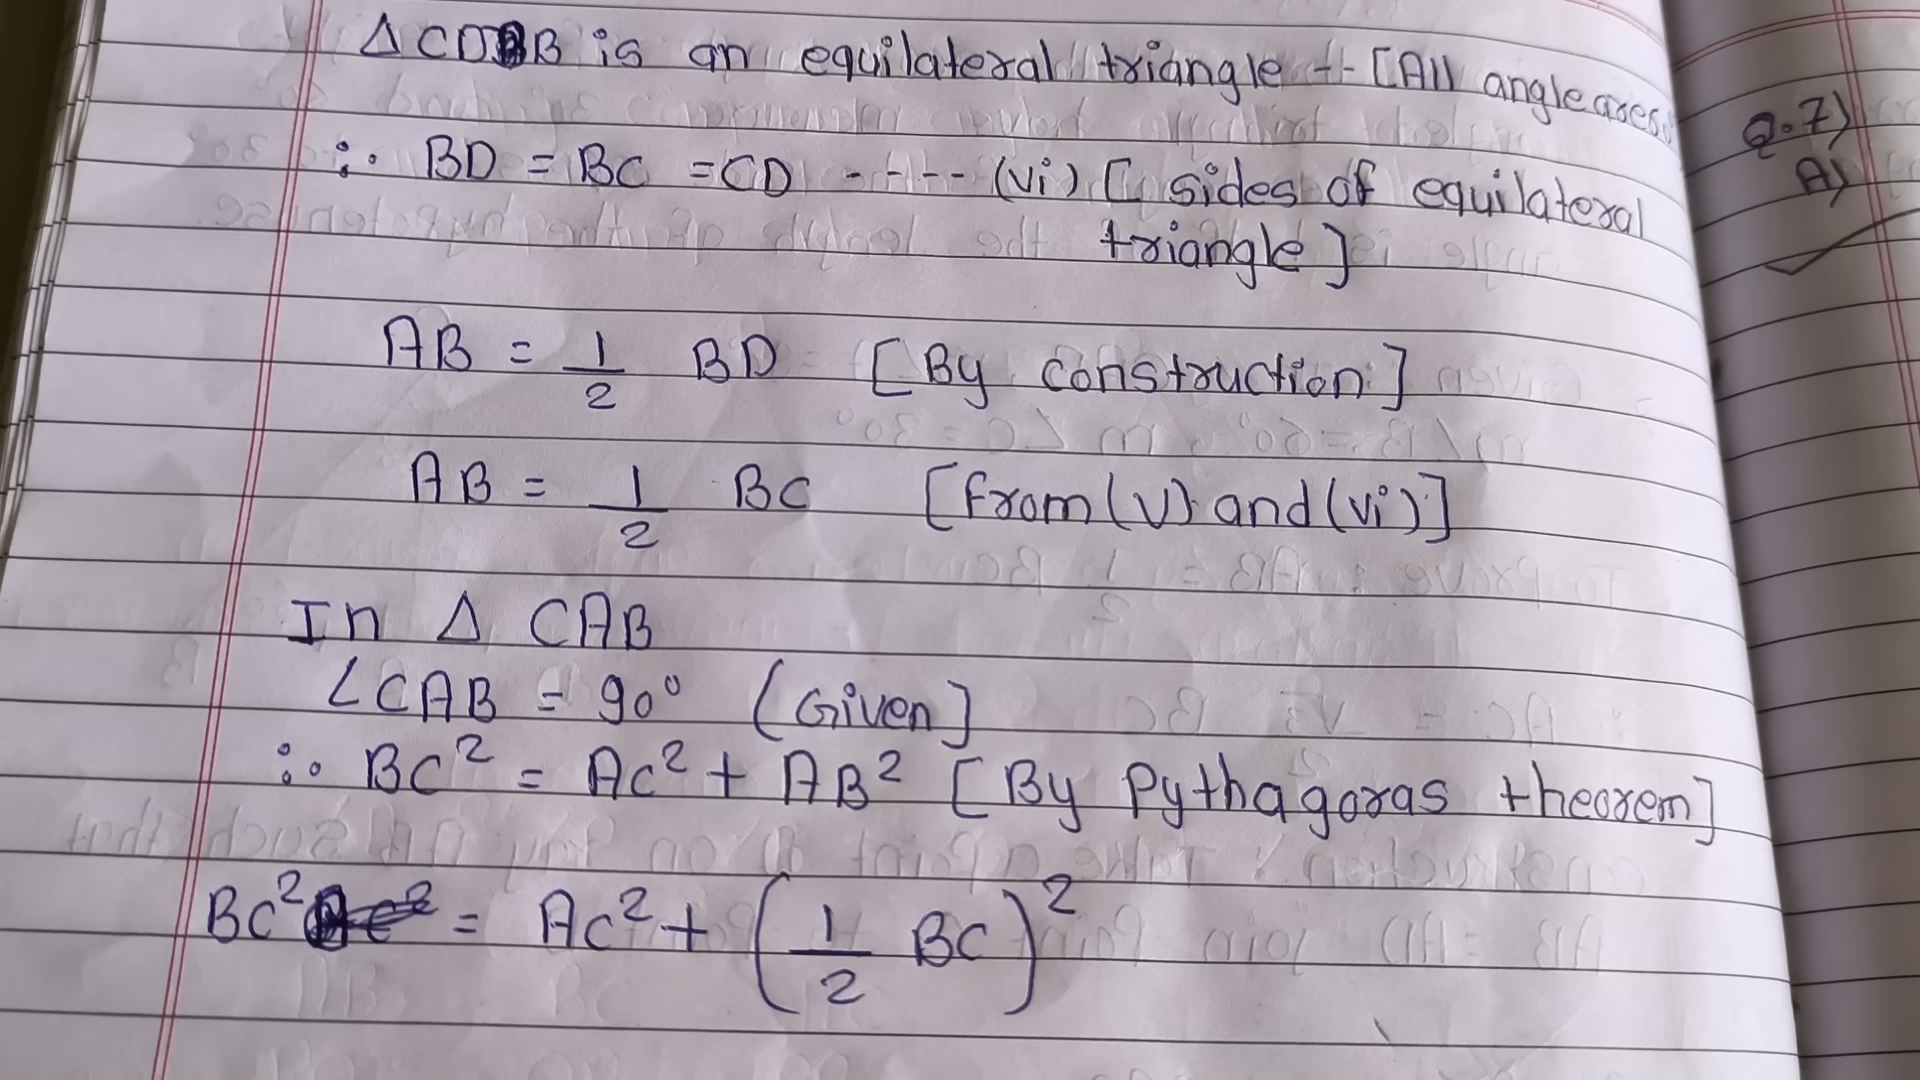 △ CDB is an equilateral triangle -- [All angle are
∴ BD = BC = CD ---- (vi) [ sides of equilateral
triangle ]
AB = 1/2 BD [By construction]
AB = 1/2 BC [from (v) and (vi)]
In △ CAB
∠CAB = 90° (Given]
∴ BC² = AC² + AB² [By Pythagoras theorem]
BC² = AC² + (1/2 BC)²
Q.7)
A)